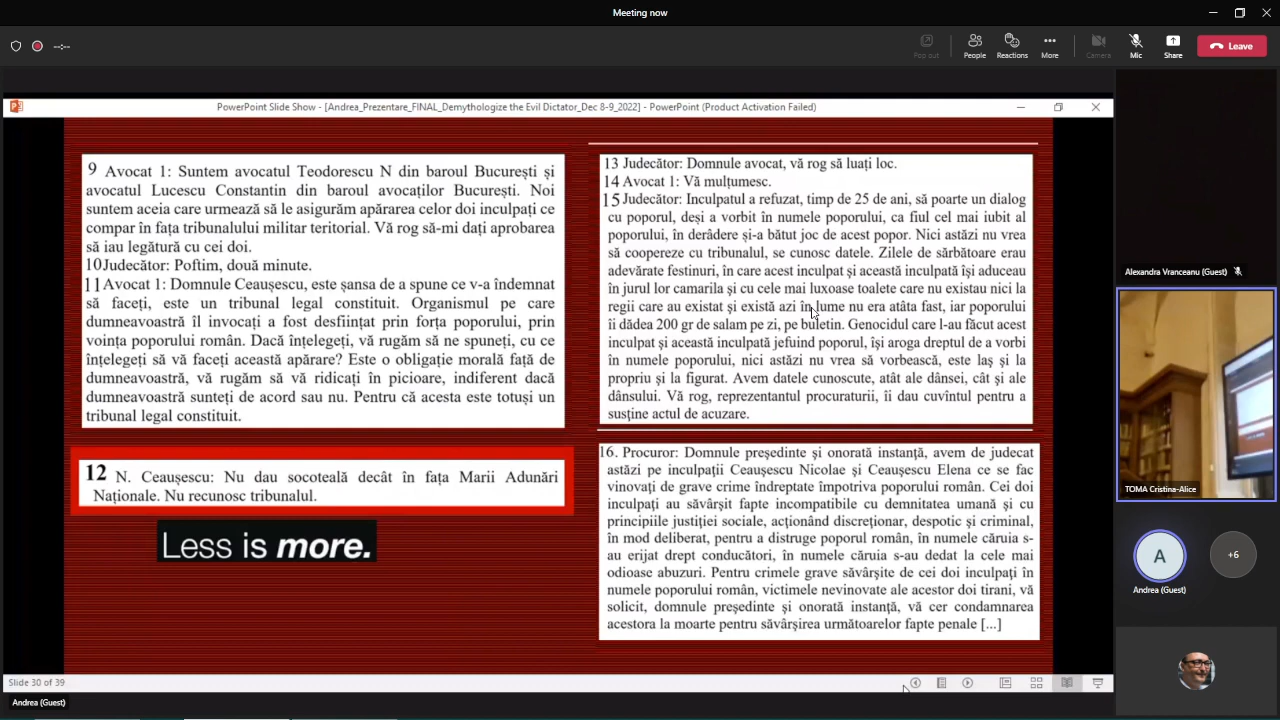 Meeting now
--:--
Pop out
People
Reactions
More
Camera
Mic
Share
Leave
PowerPoint Slide Show - [Andrea_Prezentare_FINAL_Demythologize the Evil Dictator_Dec 8-9_2022] - PowerPoint (Product Activation Failed)
9 Avocat 1: Suntem avocatul Teodorescu N din baroul București și
avocatul Lucescu Constantin din baroul avocaților București. Noi
suntem aceia care urmează să le asigurăm apărarea celor doi inculpați ce
compar în fața tribunalului militar teritorial. Vă rog să-mi dați aprobarea
să iau legătură cu cei doi.
10Judecător: Poftim, două minute.
11Avocat 1: Domnule Ceaușescu, este șansa de a spune ce v-a îndemnat
să faceți, este un tribunal legal constituit. Organismul pe care
dumneavoastră îl invocați a fost desființat prin forța poporului, prin
voința poporului român. Dacă înțelegeți, vă rugăm să ne spuneți, cu ce
înțelegeți să vă faceți această apărare? Este o obligație morală față de
dumneavoastră, vă rugăm să vă ridicați în picioare, indiferent dacă
dumneavoastră sunteți de acord sau nu. Pentru că acesta este totuși un
tribunal legal constituit.
12 N. Ceaușescu: Nu dau socoteală decât în fața Marii Adunări
Naționale. Nu recunosc tribunalul.
Less is more.
13 Judecător: Domnule avocat, vă rog să luați loc.
14 Avocat 1: Vă mulțumesc.
15 Judecător: Inculpatul a refuzat, timp de 25 de ani, să poarte un dialog
cu poporul, deși a vorbit în numele poporului, ca fiul cel mai iubit al
poporului, în derâdere și-a bătut joc de acest popor. Nici astăzi nu vrea
să coopereze cu tribunalul, se cunosc datele. Zilele de sărbătoare erau
adevărate festinuri, în care acest inculpat și această inculpată își aduceau
in jurul lor camarila și cu cele mai luxoase toalete care nu existau nici la
regii care au existat și există azi în lume nu era atâta fast, iar poporului
îi dădea 200 gr de salam pe zi, pe buletin. Genocidul care l-au făcut acest
inculpat și această inculpată jefuind poporul, își aroga dreptul de a vorbi
în numele poporului, nici astăzi nu vrea să vorbească, este laș și la
propriu și la figurat. Avem datele cunoscute, atât ale dânsei, cât și ale
dânsului. Vă rog, reprezentantul procuraturii, îi dau cuvîntul pentru a
susține actul de acuzare.
16. Procuror: Domnule președinte și onorată instanță, avem de judecat
astăzi pe inculpații Ceaușescu Nicolae și Ceaușescu Elena ce se fac
vinovați de grave crime îndreptate împotriva poporului român. Cei doi
inculpați au săvârșit fapte incompatibile cu demnitatea umană și cu
principiile justiției sociale, acționând discreționar, despotic și criminal,
în mod deliberat, pentru a distruge poporul român, în numele căruia s-
au erijat drept conducători, în numele căruia s-au dedat la cele mai
odioase abuzuri. Pentru crimele grave săvârșite de cei doi inculpați în
numele poporului român, victimele nevinovate ale acestor doi tirani, vă
solicit, domnule președinte și onorată instanță, vă cer condamnarea
acestora la moarte pentru săvârșirea următoarelor fapte penale [...]
Slide 30 of 39
Andrea (Guest)
Alexandra Vranceanu (Guest)
TOMA Cristina-Alice
A
Andrea (Guest)
+6